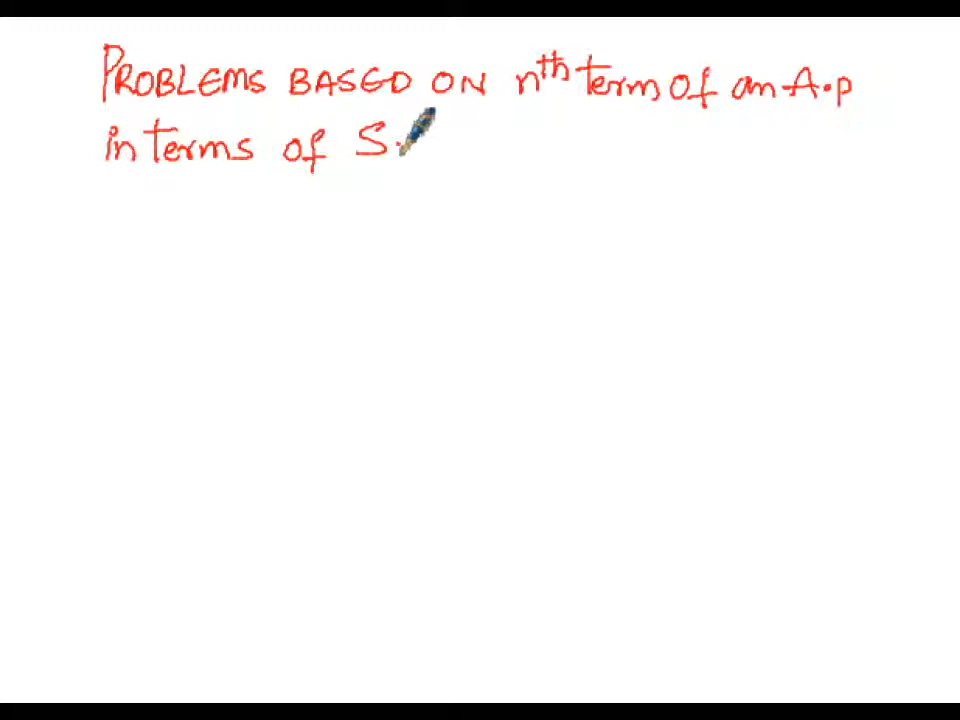 PROBLEMS BASED ON nth term of an A.p
in terms of S